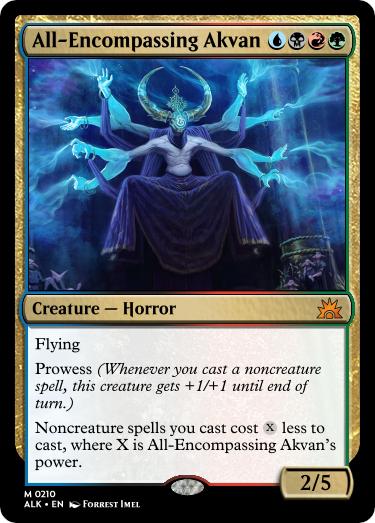 All-Encompassing Akvan
Creature — Horror
Flying
Prowess (Whenever you cast a noncreature
spell, this creature gets +1/+1 until end of
turn.)
Noncreature spells you cast cost X less to
cast, where X is All-Encompassing Akvan's
power.
2/5
M 0210
ALK • EN Forrest Imel